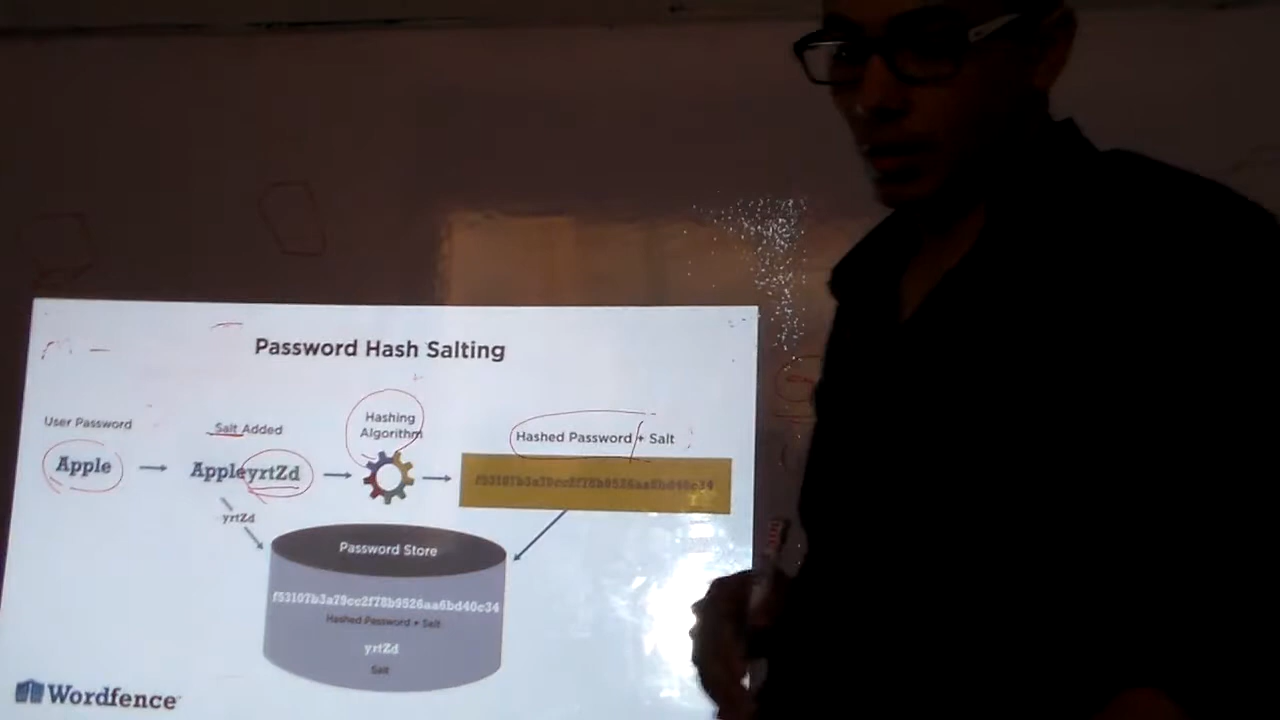 Password Hash Salting
User Password
Salt Added
Hashing
Algorithm
Hashed Password + Salt
Apple
AppleyrtZd
f53107b3a79cc2f78b9526aa6bd40c34
yrtZd
Password Store
f53107b3a79cc2f78b9526aa6bd40c34
Hashed Password + Salt
yrtZd
Salt
Wordfence